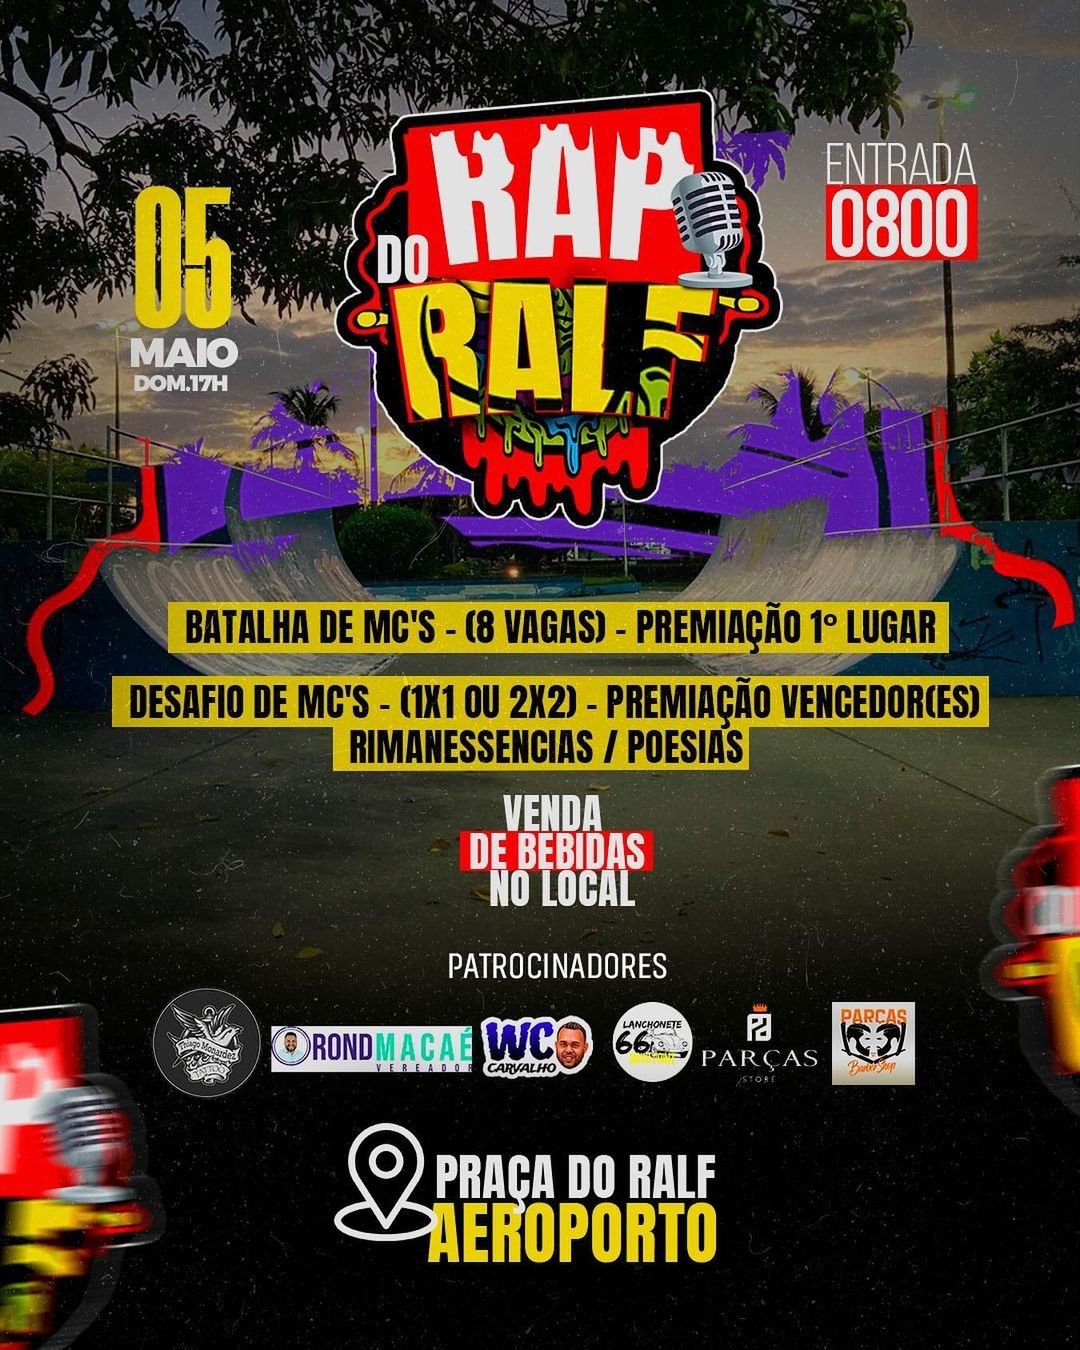 05
MAIO
DOM.17H
RAP
DO
RALF
ENTRADA
0800
BATALHA DE MC'S - (8 VAGAS) - PREMIAÇÃO 1° LUGAR
DESAFIO DE MC'S - (1X1 OU 2X2) - PREMIAÇÃO VENCEDOR(ES)
RIMANESSENCIAS / POESIAS
VENDA
DE BEBIDAS
NO LOCAL
PATROCINADORES
Thiago Monardez
TATTOO
ROND MACAÉ
VEREADOR
WC
CARVALHO
LANCHONETE
66
PARÇAS
STORE
PARÇAS
BarberShop
PRAÇA DO RALF
AEROPORTO